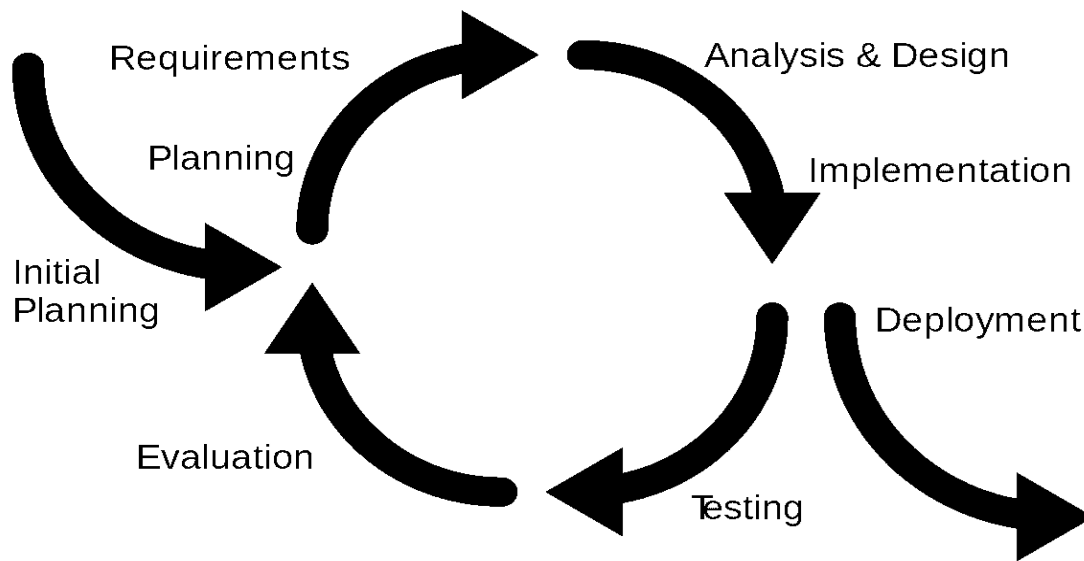 Requirements
Analysis & Design
Planning
Implementation
Initial
Planning
Deployment
Evaluation
Testing